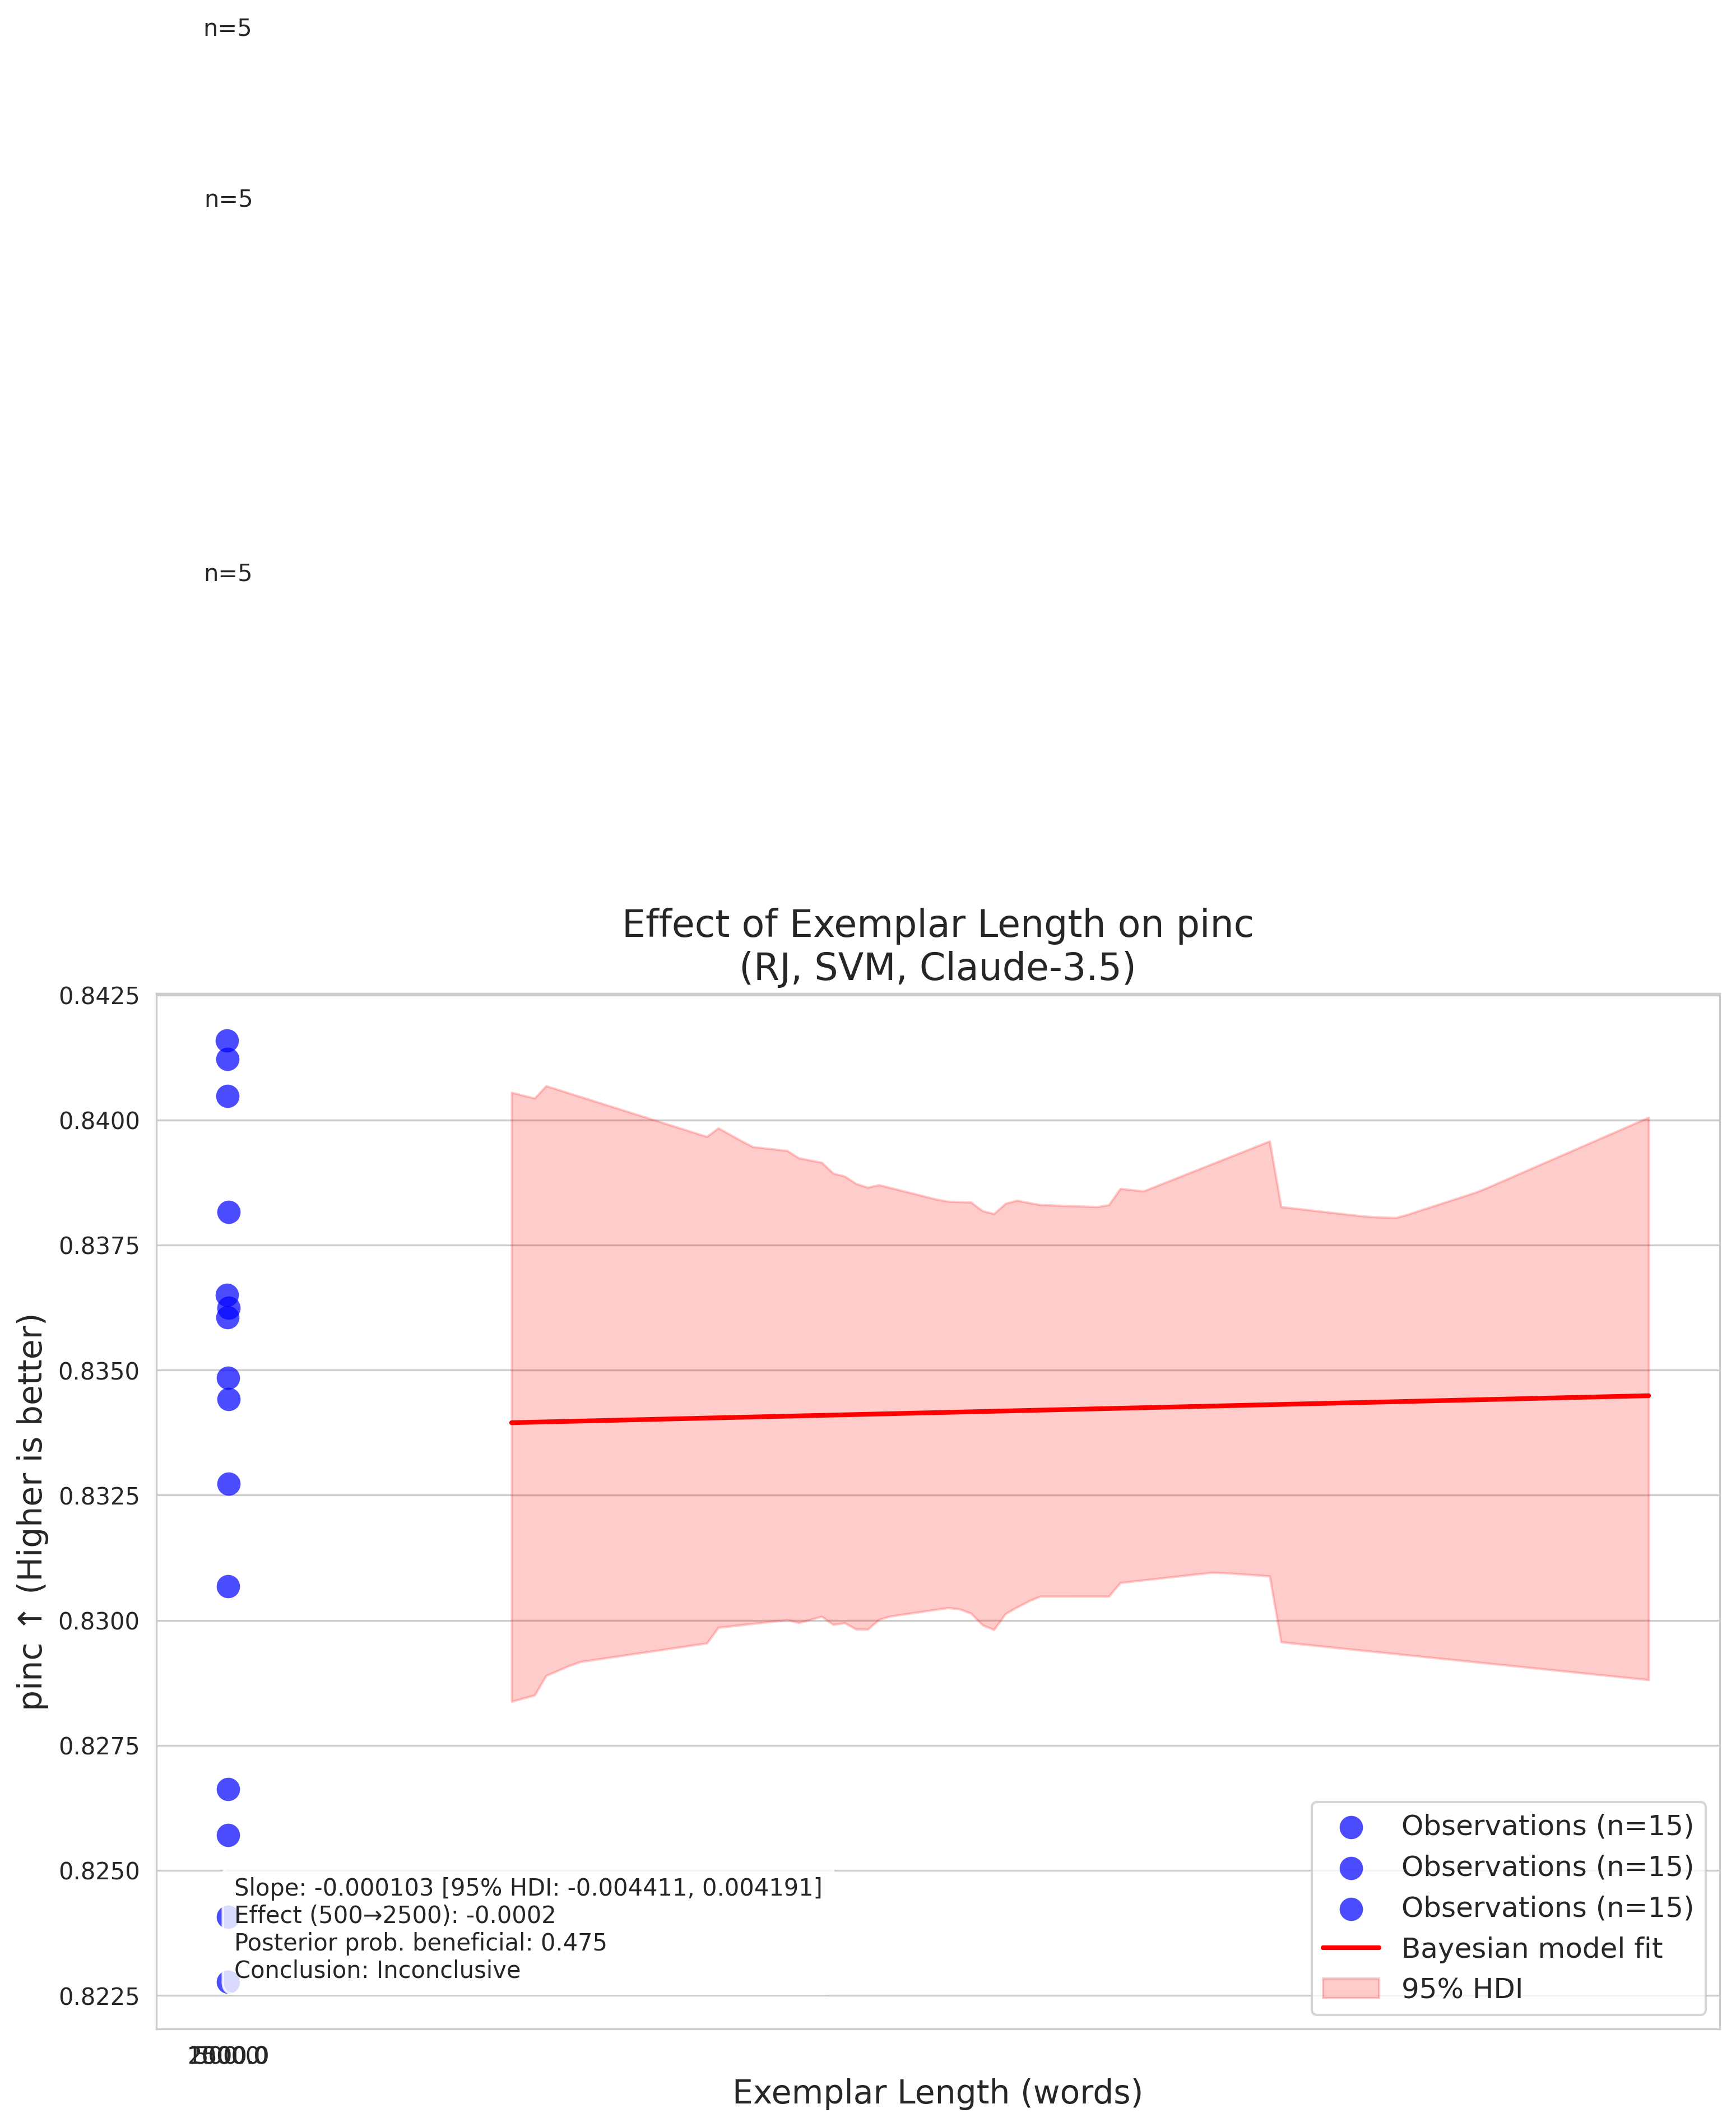 n=5
n=5
n=5
Effect of Exemplar Length on pinc
(RJ, SVM, Claude-3.5)
pinc ↑ (Higher is better)
0.8425
0.8400
0.8375
0.8350
0.8325
0.8300
0.8275
0.8250
0.8225
Slope: -0.000103 [95% HDI: -0.004411, 0.004191]
Effect (500→2500): -0.0002
Posterior prob. beneficial: 0.475
Conclusion: Inconclusive
Observations (n=15)
Observations (n=15)
Observations (n=15)
Bayesian model fit
95% HDI
Exemplar Length (words)